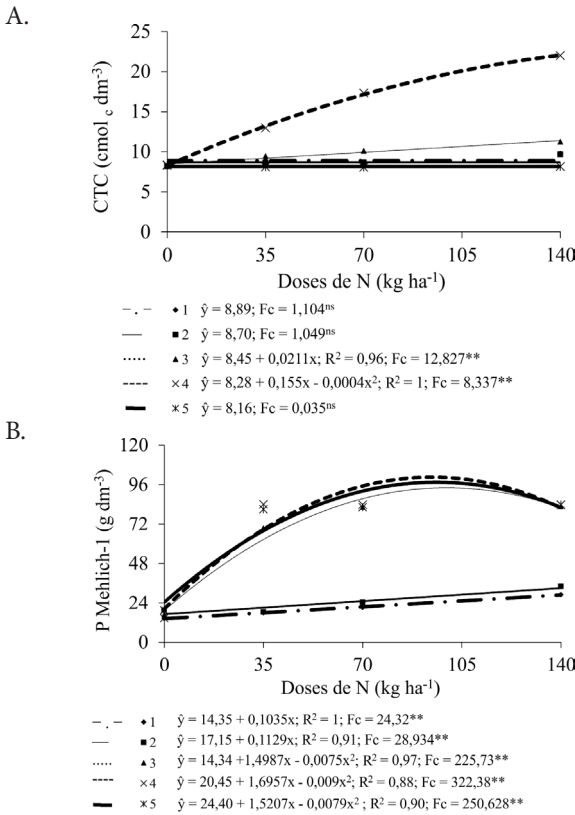 A.
25
20
15
10
5
0
CTC (cmol c dm-3)
0 35 70 105 140
Doses de N (kg ha-1)
1 ŷ = 8,89; Fc = 1,104ns
2 ŷ = 8,70; Fc = 1,049ns
3 ŷ = 8,45 + 0,0211x; R2 = 0,96; Fc = 12,827**
4 ŷ = 8,28 + 0,155x - 0,0004x2; R2 = 1; Fc = 8,337**
5 ŷ = 8,16; Fc = 0,035ns
B.
120
96
72
48
24
0
P Mehlich-1 (g dm-3)
0 35 70 105 140
Doses de N (kg ha-1)
1 ŷ = 14,35 + 0,1035x; R2 = 1; Fc = 24,32**
2 ŷ = 17,15 + 0,1129x; R2 = 0,91; Fc = 28,934**
3 ŷ = 14,34 +1,4987x - 0,0075x2; R2 = 0,97; Fc = 225,73**
4 ŷ = 20,45 + 1,6957x - 0,009x2; R2 = 0,88; Fc = 322,38**
5 ŷ = 24,40 + 1,5207x - 0,0079x2 ; R2 = 0,90; Fc = 250,628**